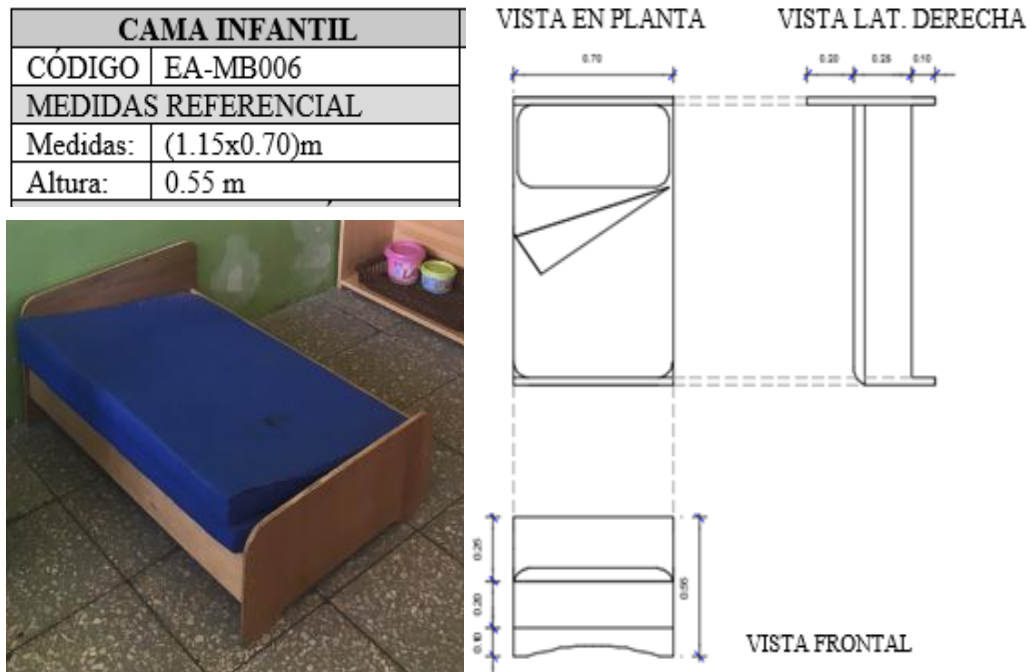 CAMA INFANTIL
CÓDIGO EA-MB006
MEDIDAS REFERENCIAL
Medidas: (1.15x0.70)m
Altura: 0.55 m
VISTA EN PLANTA
VISTA LAT. DERECHA
0.70
0.20 0.25 0.10
0.25
0.20
0.10
0.55
VISTA FRONTAL